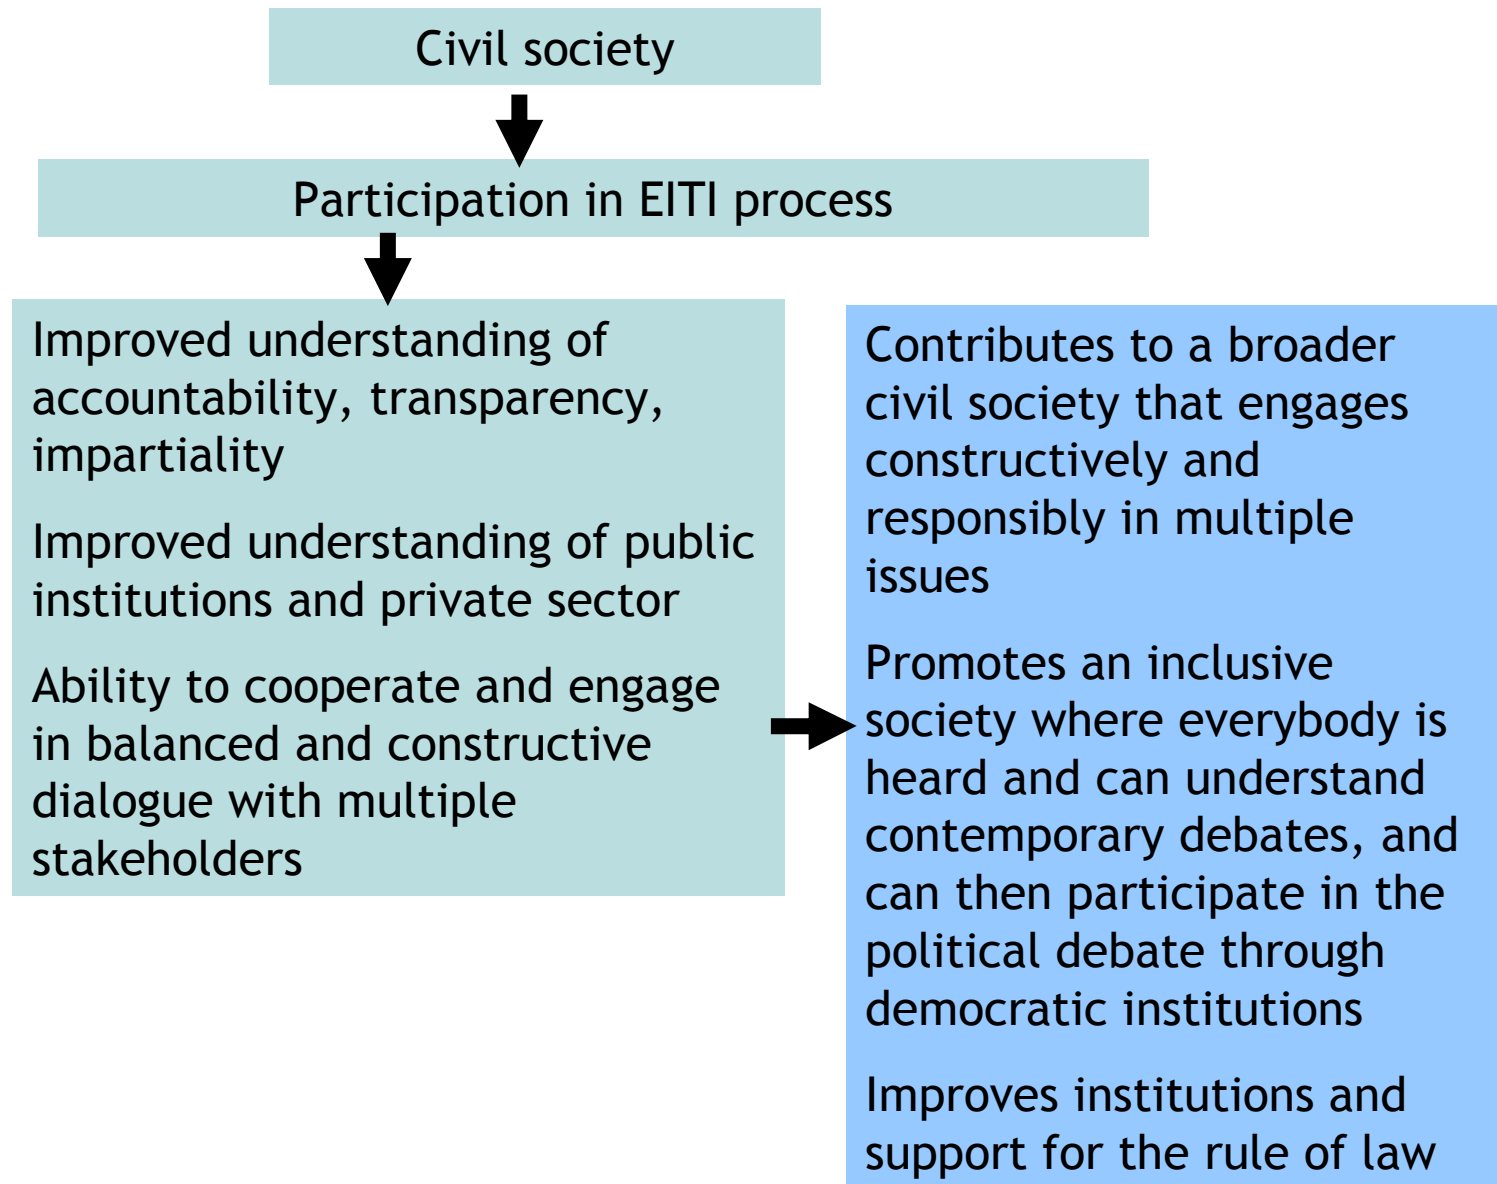 Civil society
Participation in EITI process
Improved understanding of
accountability, transparency,
impartiality
Improved understanding of public
institutions and private sector
Ability to cooperate and engage
in balanced and constructive
dialogue with multiple
stakeholders
Contributes to a broader
civil society that engages
constructively and
responsibly in multiple
issues
Promotes an inclusive
society where everybody is
heard and can understand
contemporary debates, and
can then participate in the
political debate through
democratic institutions
Improves institutions and
support for the rule of law